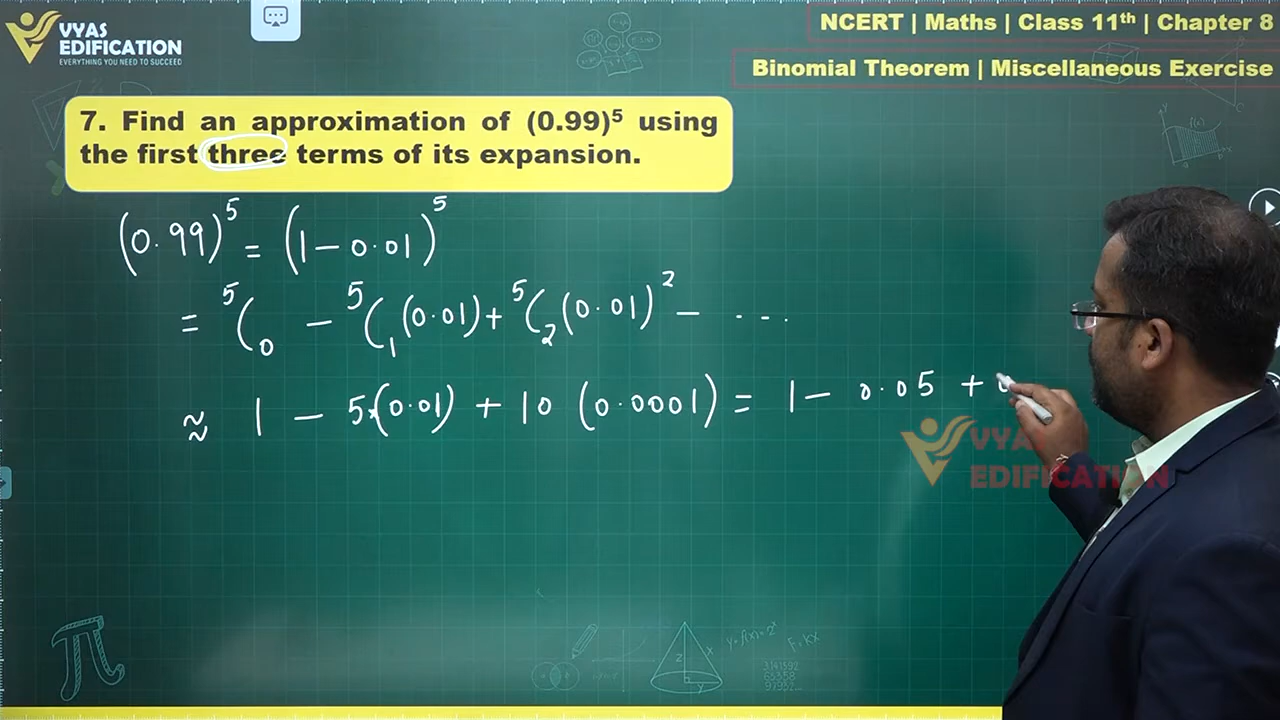 VYAS
EDIFICATION
EVERYTHING YOU NEED TO SUCCEED
NCERT | Maths | Class 11th | Chapter 8
Binomial Theorem | Miscellaneous Exercise
7. Find an approximation of (0.99)⁵ using
the first three terms of its expansion.
(0.99)⁵ = (1 - 0.01)⁵
= ⁵C₀ - ⁵C₁ (0.01) + ⁵C₂ (0.01)² - ...
≈ 1 - 5×(0.01) + 10 (0.0001) = 1 - 0.05 + 0
VYAS
EDIFICATION